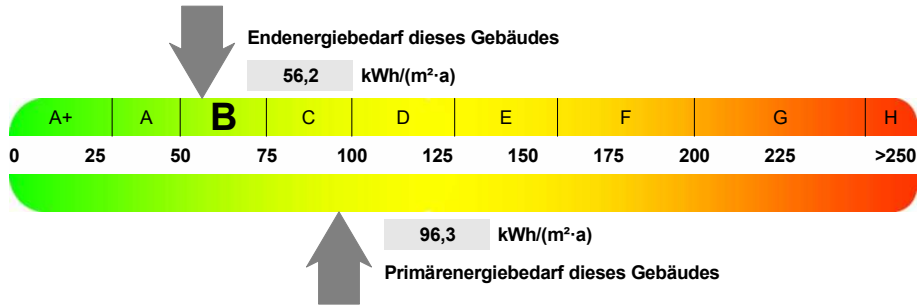 Endenergiebedarf dieses Gebäudes
56,2 kWh/(m²·a)
A+ A B C D E F G H
0 25 50 75 100 125 150 175 200 225 >250
96,3 kWh/(m²·a)
Primärenergiebedarf dieses Gebäudes